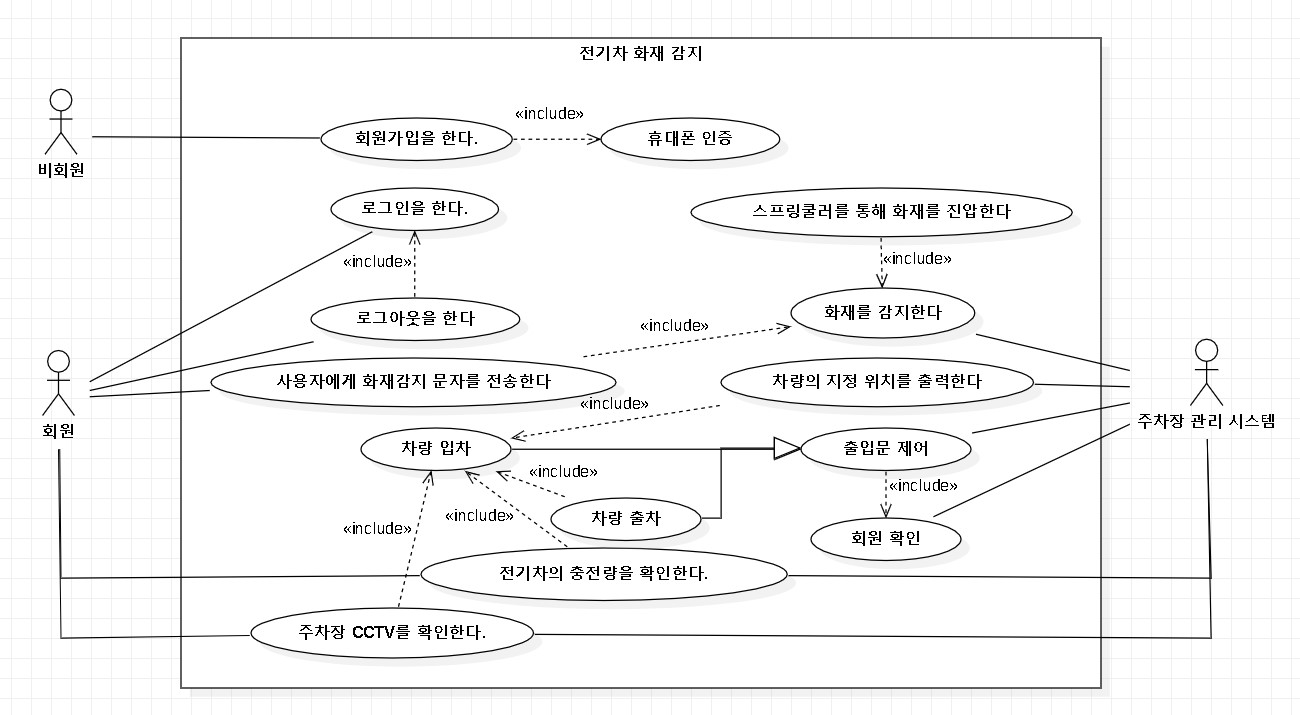 전기차 화재 감지
비회원
회원가입을 한다.
«include»
휴대폰 인증
로그인을 한다.
스프링쿨러를 통해 화재를 진압한다
«include»
«include»
로그아웃을 한다
화재를 감지한다
«include»
회원
사용자에게 화재감지 문자를 전송한다
차량의 지정 위치를 출력한다
주차장 관리 시스템
«include»
차량 입차
출입문 제어
«include»
«include»
차량 출차
«include»
«include»
회원 확인
전기차의 충전량을 확인한다.
주차장 CCTV를 확인한다.